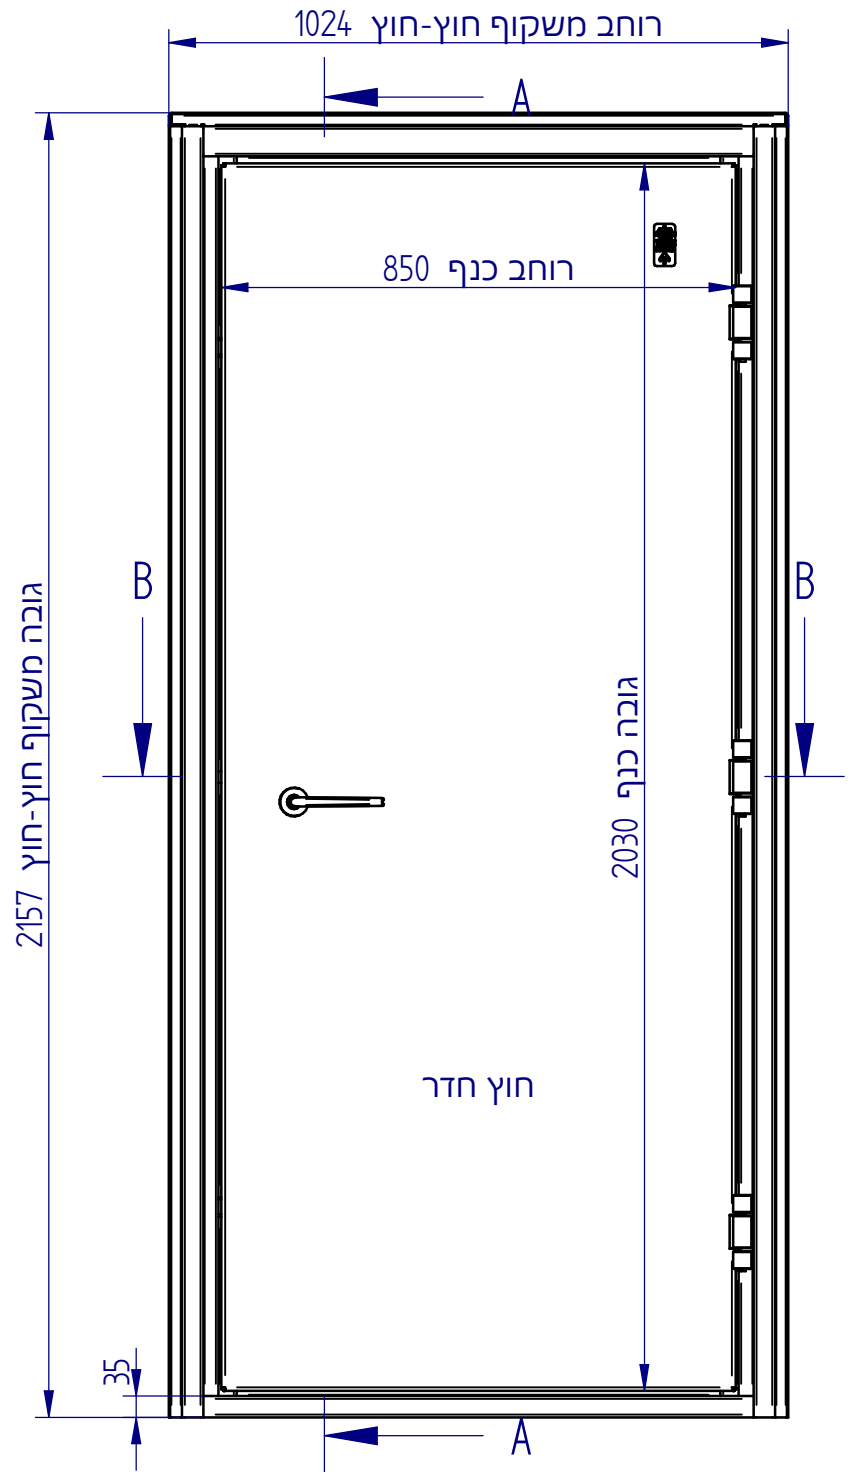 רוחב משקוף חוץ-חוץ 1024
A
רוחב כנף 850
B
B
גובה משקוף חוץ-חוץ 2157
גובה כנף 2030
חוץ חדר
35
A